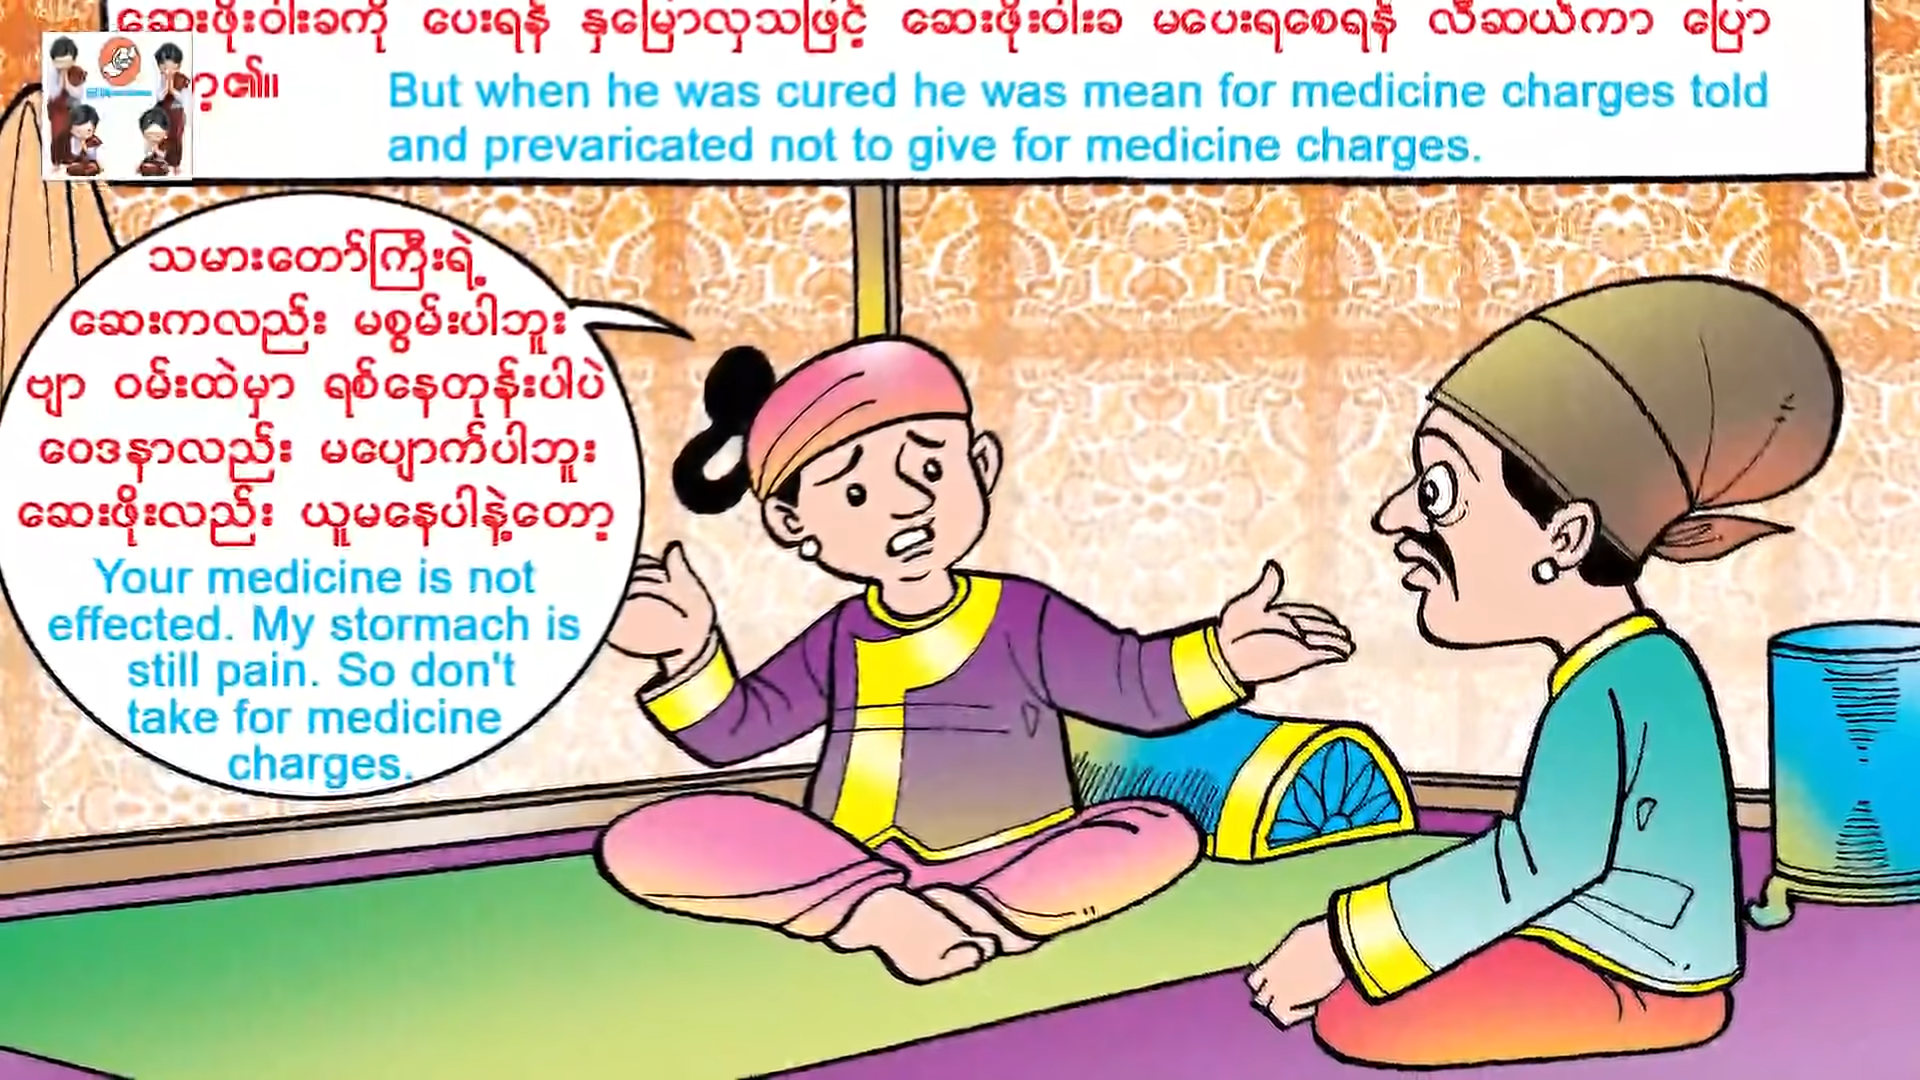 ဆေးဖိုးဝါးခကို ပေးရန် နှမြောလှသဖြင့် ဆေးဖိုးဝါးခ မပေးရစေရန် လီဆယ်ကာ ပြော
But when he was cured he was mean for medicine charges told
and prevaricated not to give for medicine charges.
သမားတော်ကြီးရဲ့
ဆေးကလည်း မစွမ်းပါဘူး
ဗျာ ဝမ်းထဲမှာ ရစ်နေတုန်းပါပဲ
ဝေဒနာလည်း မပျောက်ပါဘူး
ဆေးဖိုးလည်း ယူမနေပါနဲ့တော့
Your medicine is not
effected. My stormach is
still pain. So don't
take for medicine
charges.